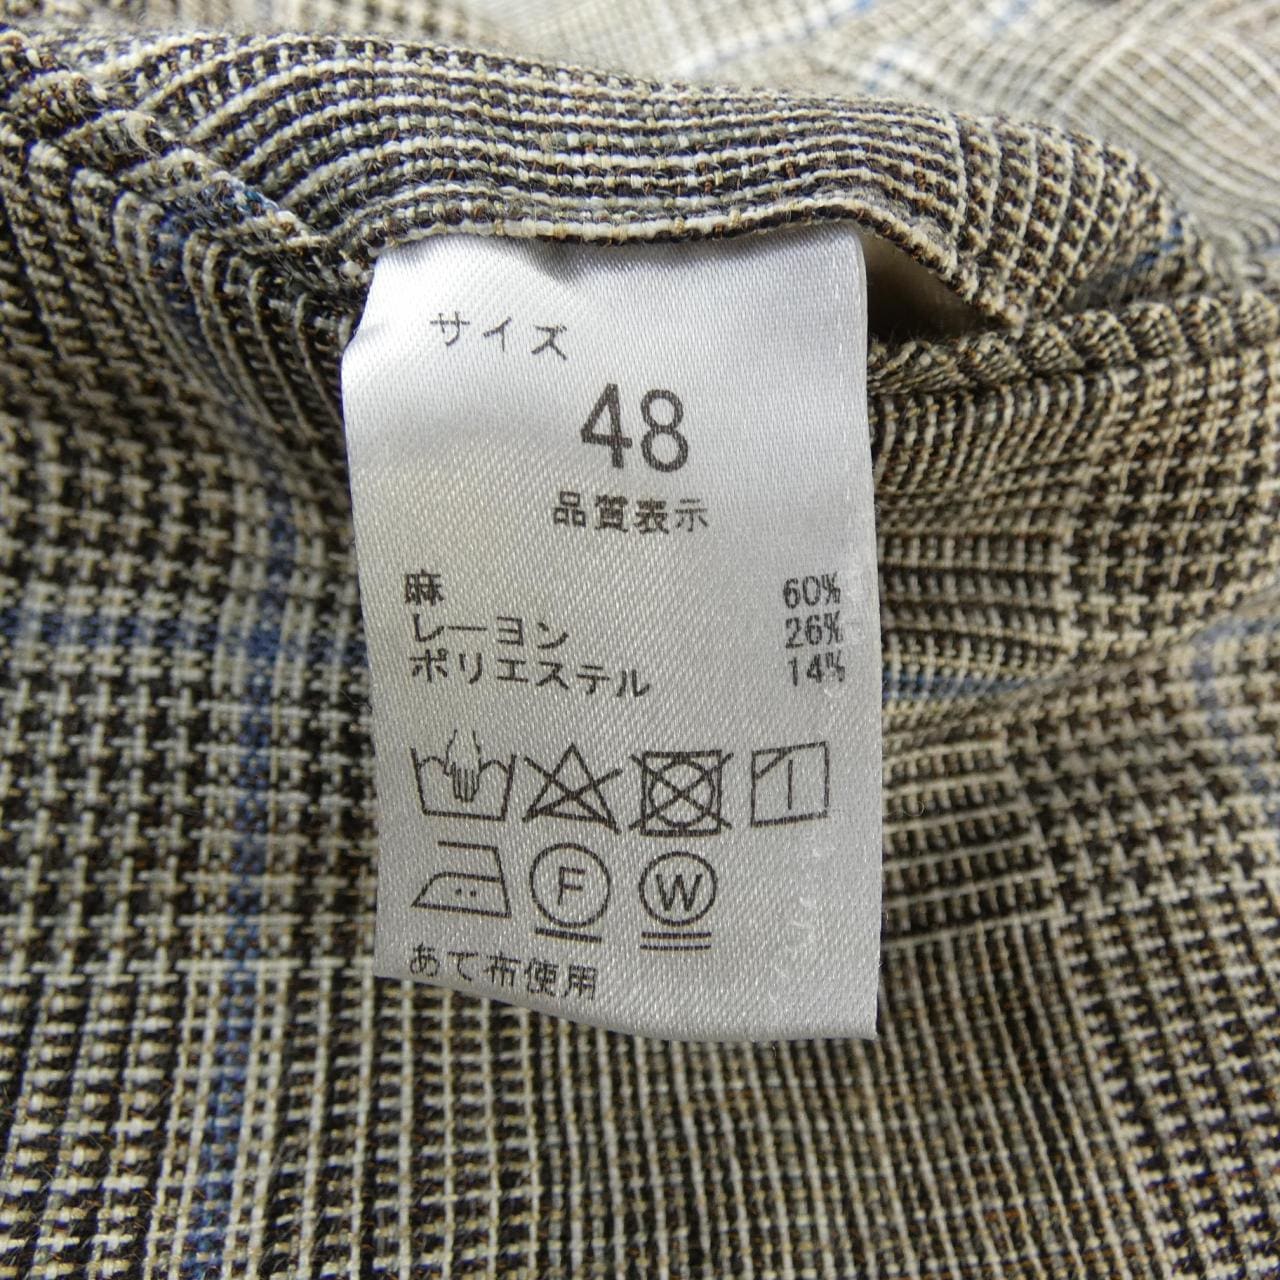 サイズ
48
品質表示
麻 60%
レーヨン 26%
ポリエステル 14%
F W
あて布使用